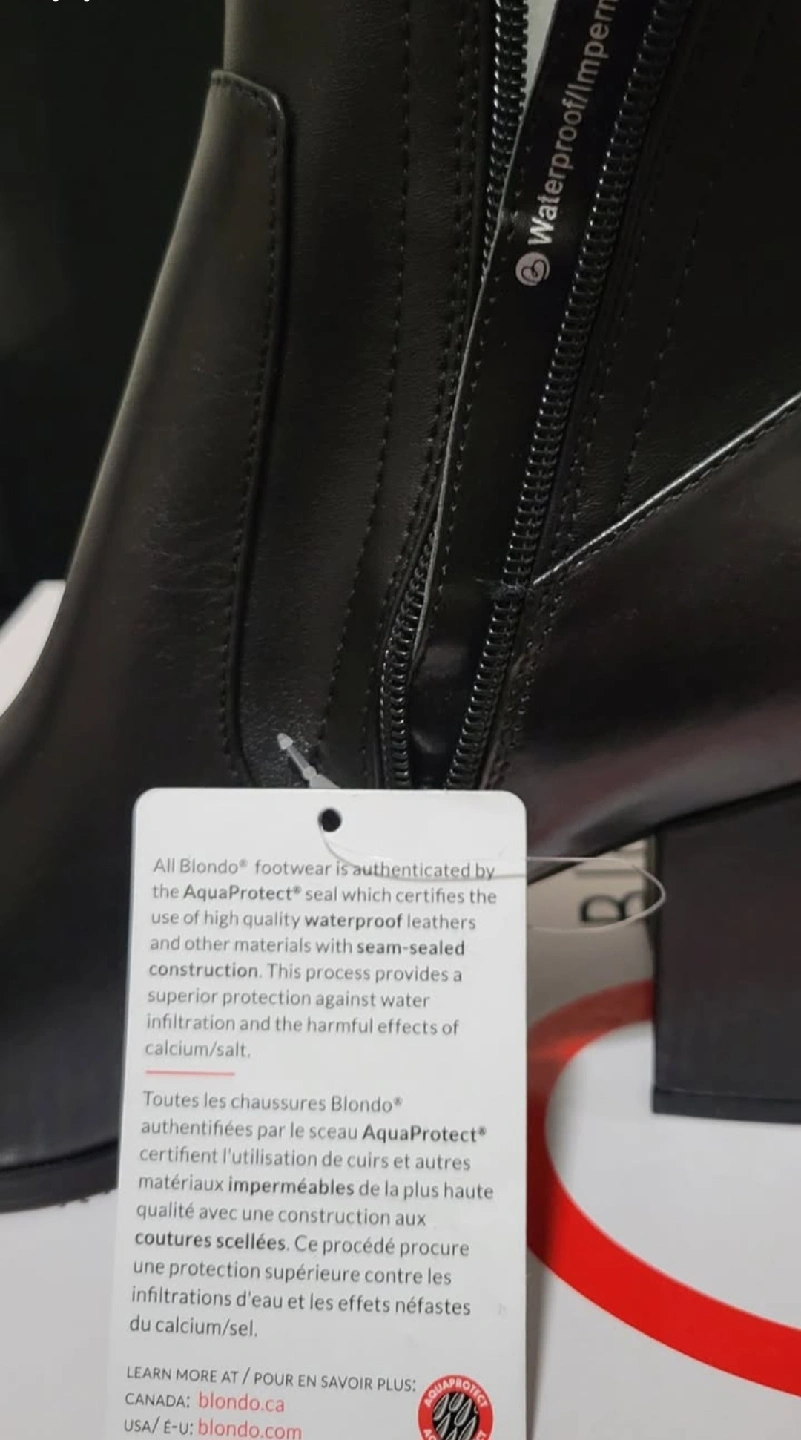 Waterproof/Imperm
All Blondo® footwear is authenticated by
the AquaProtect® seal which certifies the
use of high quality waterproof leathers
and other materials with seam-sealed
construction. This process provides a
superior protection against water
infiltration and the harmful effects of
calcium/salt.
Toutes les chaussures Blondo®
authentifiées par le sceau AquaProtect®
certifient l'utilisation de cuirs et autres
matériaux imperméables de la plus haute
qualité avec une construction aux
coutures scellées. Ce procédé procure
une protection supérieure contre les
infiltrations d'eau et les effets néfastes
du calcium/sel.
LEARN MORE AT / POUR EN SAVOIR PLUS:
CANADA: blondo.ca
USA/ É-U: blondo.com
AQUAPROTECT